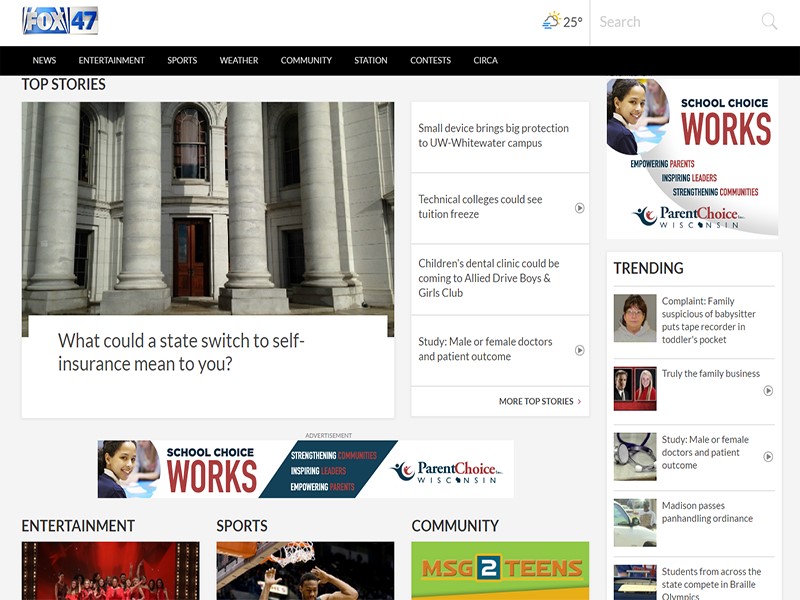 FOX 47
25°
Search
NEWS
ENTERTAINMENT
SPORTS
WEATHER
COMMUNITY
STATION
CONTESTS
CIRCA
TOP STORIES
What could a state switch to self-
insurance mean to you?
Small device brings big protection
to UW-Whitewater campus
Technical colleges could see
tuition freeze
Children's dental clinic could be
coming to Allied Drive Boys &
Girls Club
Study: Male or female doctors
and patient outcome
MORE TOP STORIES
SCHOOL CHOICE
WORKS
EMPOWERING PARENTS
INSPIRING LEADERS
STRENGTHENING COMMUNITIES
ParentChoice
WISCONSIN
TRENDING
Complaint: Family
suspicious of babysitter
puts tape recorder in
toddler's pocket
Truly the family business
Study: Male or female
doctors and patient
outcome
Madison passes
panhandling ordinance
Students from across the
state compete in Braille
Olympics
ADVERTISEMENT
SCHOOL CHOICE
WORKS
STRENGTHENING COMMUNITIES
INSPIRING LEADERS
EMPOWERING PARENTS
ParentChoice
WISCONSIN
ENTERTAINMENT
SPORTS
COMMUNITY
MSG 2 TEENS